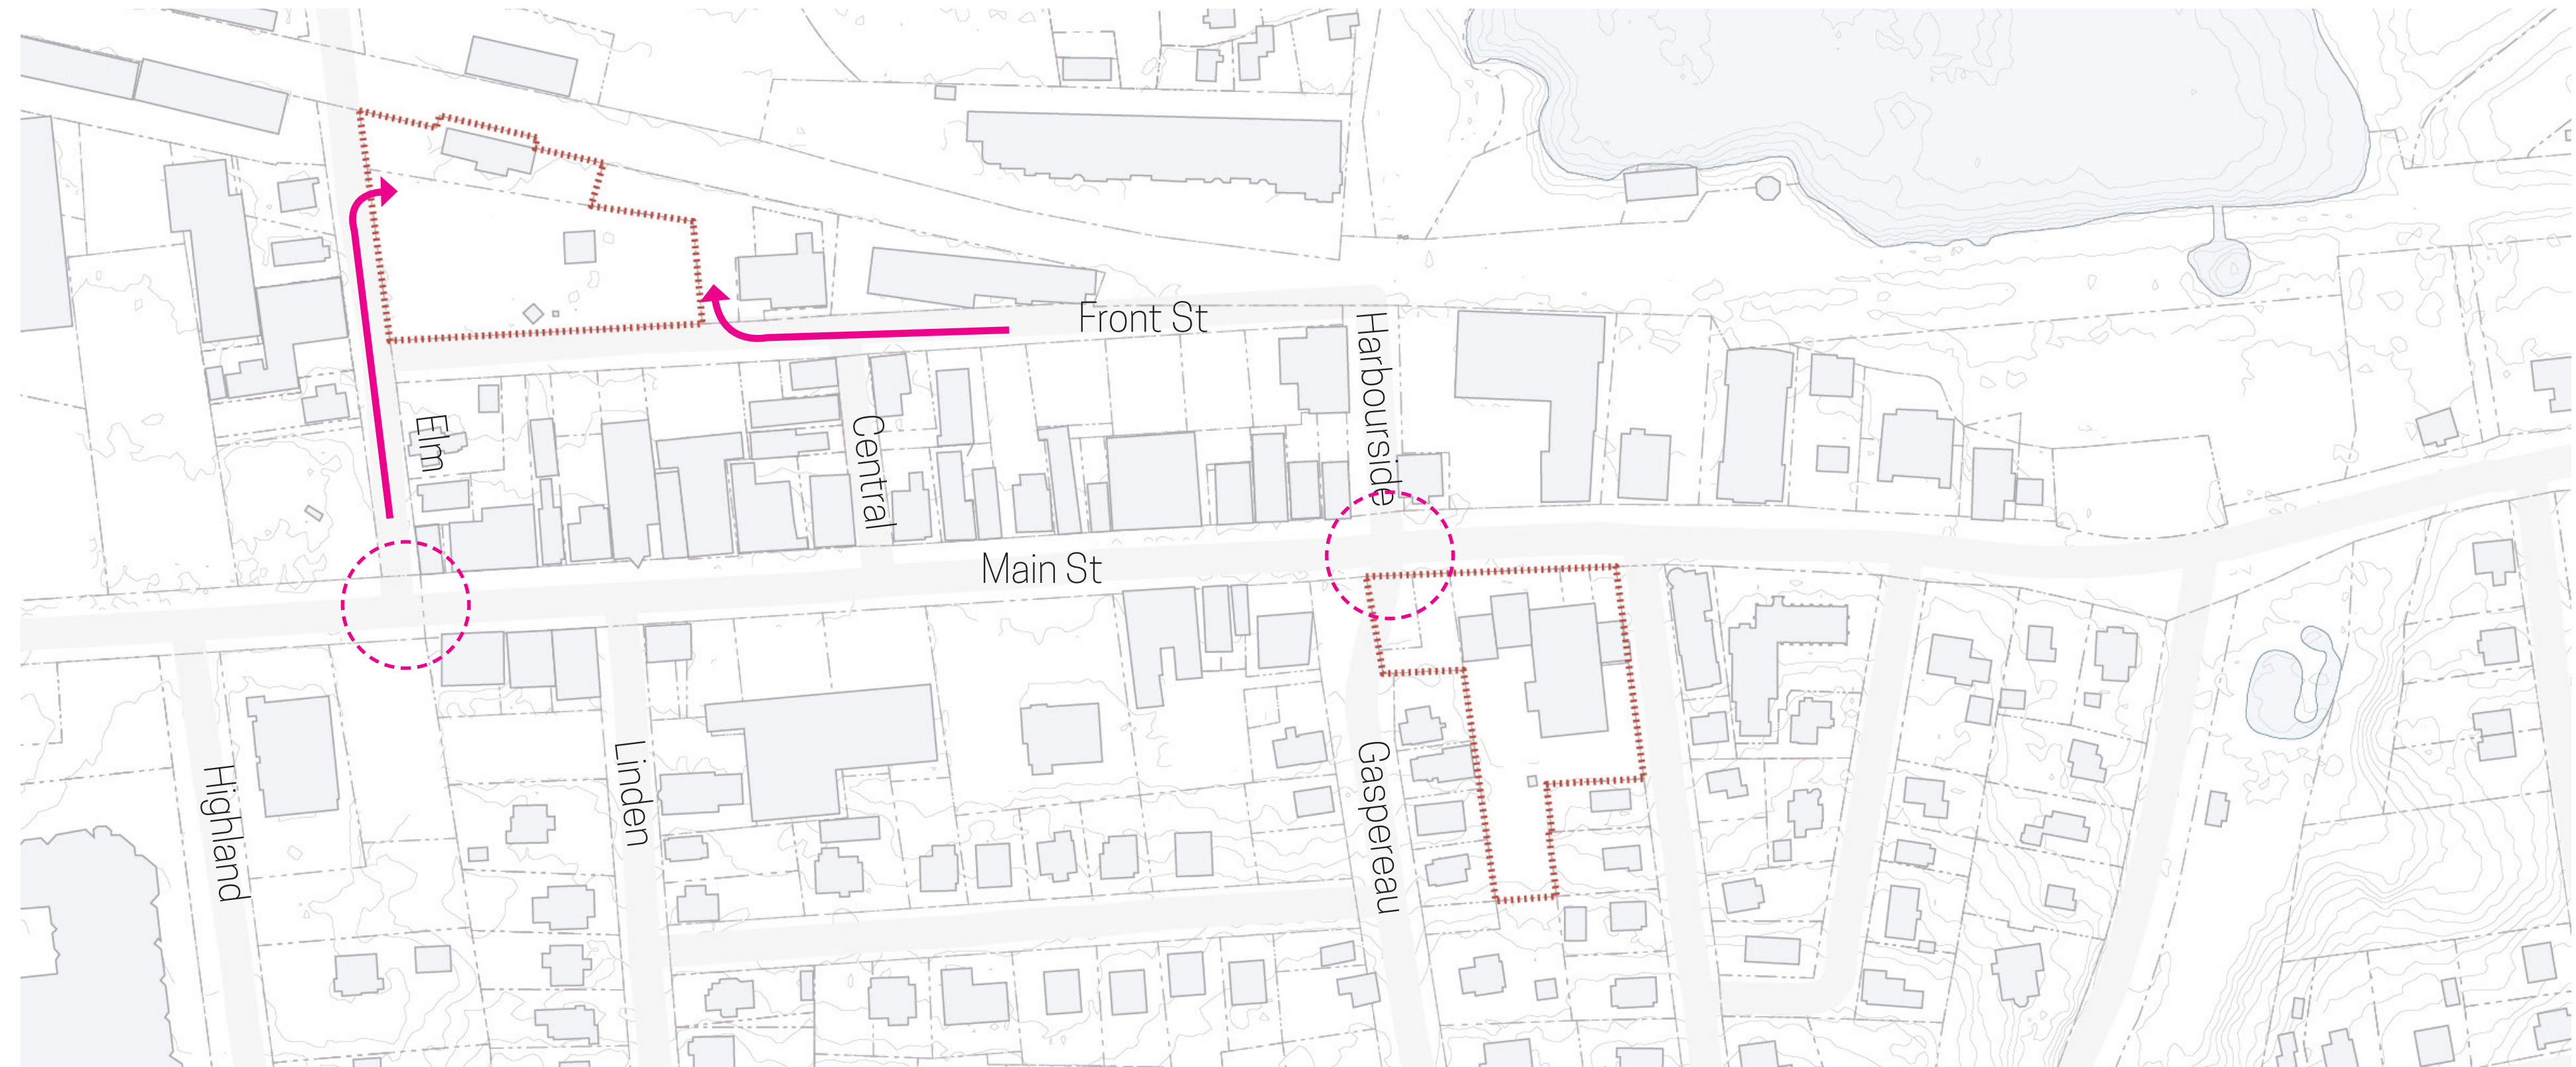 Front St
Harbourside
Elm
Central
Main St
Highland
Linden
Gaspereau